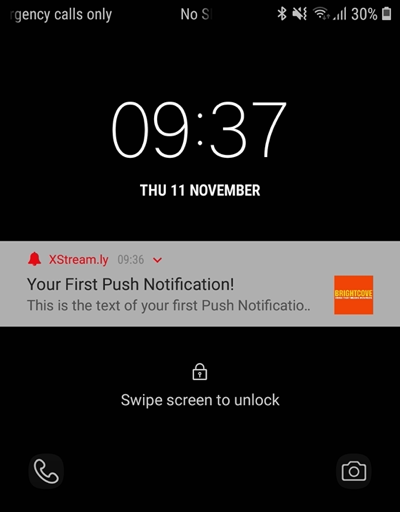 rgency calls only No S 30%
09:37
THU 11 NOVEMBER
XStream.ly 09:36
Your First Push Notification!
This is the text of your first Push Notificatio..
BRIGHTCOVE
Swipe screen to unlock